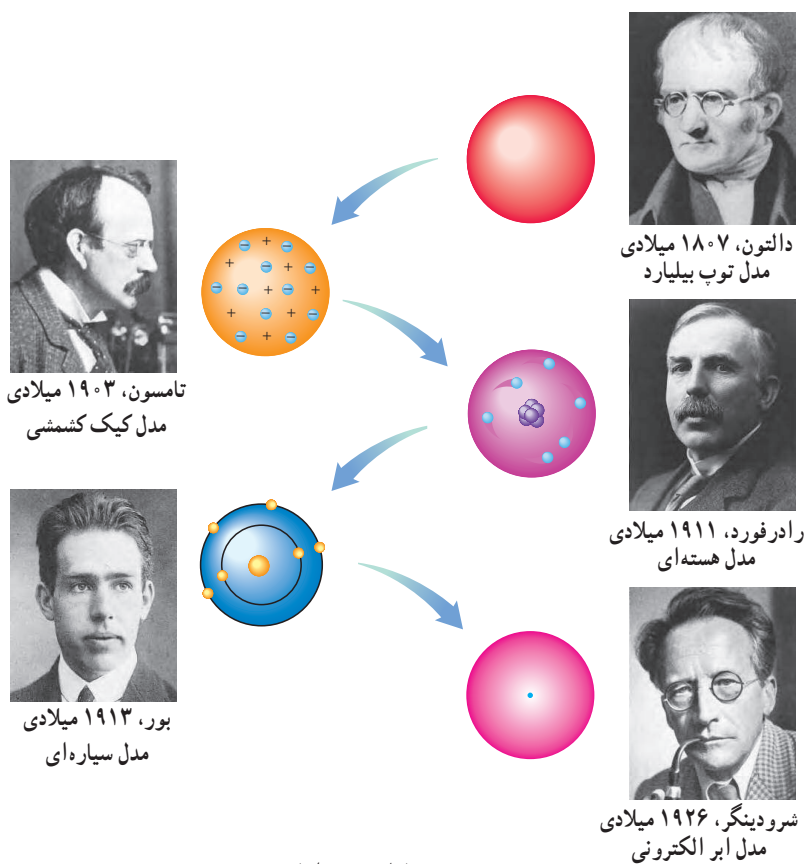 دالتون، ۱۸۰۷ میلادی
مدل توپ بیلیارد
تامسون، ۱۹۰۳ میلادی
مدل کیک کشمشی
رادرفورد، ۱۹۱۱ میلادی
مدل هسته‌ای
بور، ۱۹۱۳ میلادی
مدل سیاره‌ای
شرودینگر، ۱۹۲۶ میلادی
مدل ابر الکترونی